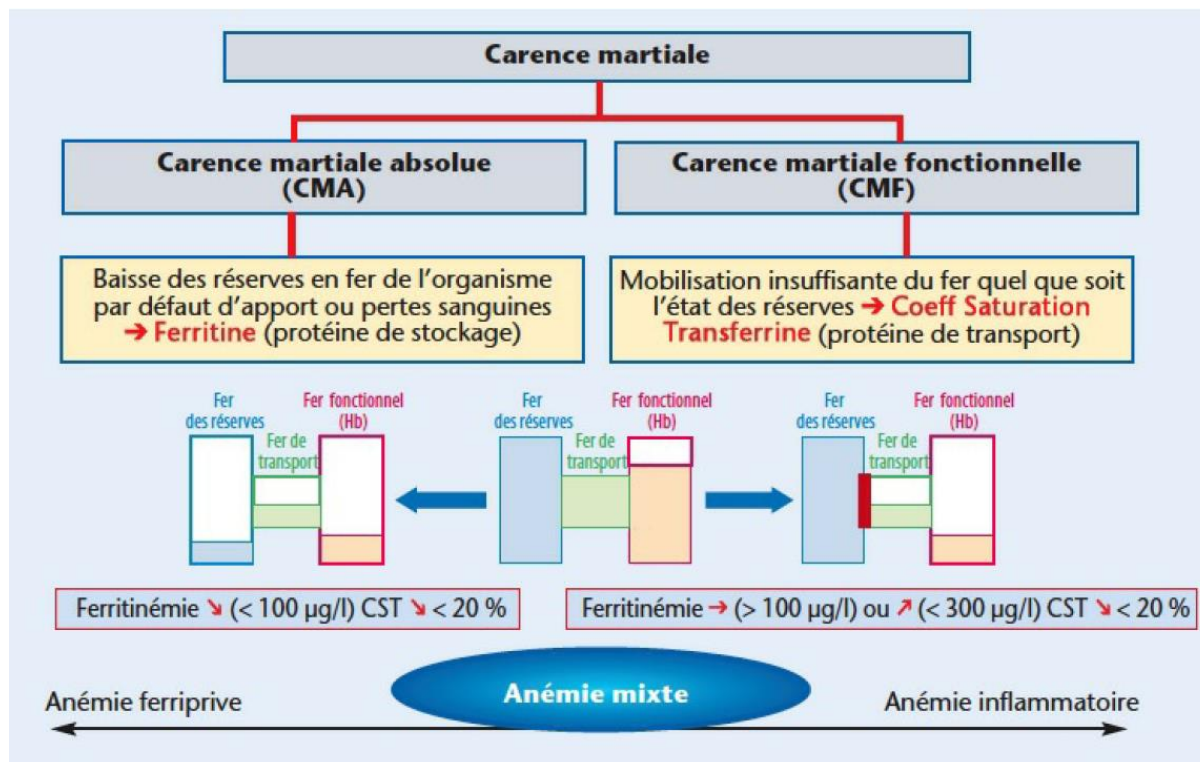 Carence martiale
Carence martiale absolue
(CMA)
Carence martiale fonctionnelle
(CMF)
Baisse des réserves en fer de l'organisme
par défaut d'apport ou pertes sanguines
➔ Ferritine (protéine de stockage)
Mobilisation insuffisante du fer quel que soit
l'état des réserves ➔ Coeff Saturation
Transferrine (protéine de transport)
Fer
des réserves
Fer de
transport
Fer fonctionnel
(Hb)
Fer
des réserves
Fer de
transport
Fer fonctionnel
(Hb)
Fer
des réserves
Fer de
transport
Fer fonctionnel
(Hb)
Ferritinémie ↘ (< 100 µg/l) CST ↘ < 20 %
Ferritinémie → (> 100 µg/l) ou ↗ (< 300 µg/l) CST ↘ < 20 %
Anémie mixte
Anémie ferriprive
Anémie inflammatoire